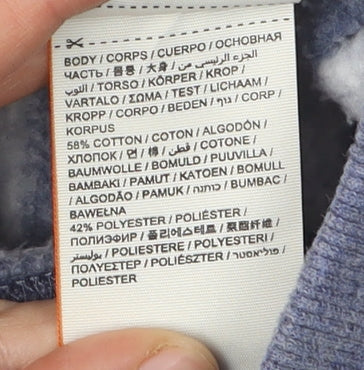 BODY / CORPS / CUERPO / ОСНОВНАЯ
ЧАСТЬ / 몸통 / 大身 / الجزء الرئيسي من
الثوب / TORSO / KÖRPER / KROP /
VARTALO / ΣΩΜΑ / TEST / LICHAAM /
KROPP / CORPO / BEDEN / גוף / CORP /
KORPUS
58% COTTON / COTON / ALGODÓN /
ХЛОПОК / 면 / 棉 / قطن / COTONE /
BAUMWOLLE / BOMULD / PUUVILLA /
ΒΑΜΒΑΚΙ / PAMUT / KATOEN / BOMULL
/ ALGODÃO / PAMUK / כותנה / BUMBAC /
BAWEŁNA
42% POLYESTER / POLIÉSTER /
ПОЛИЭФИР / 폴리에스테르 / 聚酯纤维 /
بوليستر / POLIESTERE / POLYESTERI /
ΠΟΛΥΕΣΤΕΡ / POLIÉSZTER / פוליאסטר /
POLIESTER